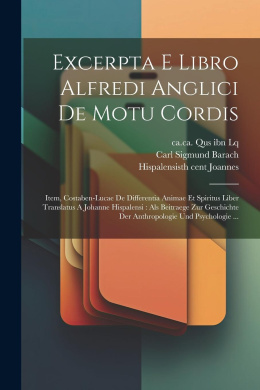 Excerpta E Libro
Alfredi Anglici
De Motu Cordis
ca.ca. Qus ibn Lq
Carl Sigmund Barach
Hispalensisth cent Joannes
Item, Costaben-Lucae De Differentia Animae Et Spiritus Liber
Translatus A Johanne Hispalensi : Als Beitraege Zur Geschichte
Der Anthropologie Und Psychologie ...